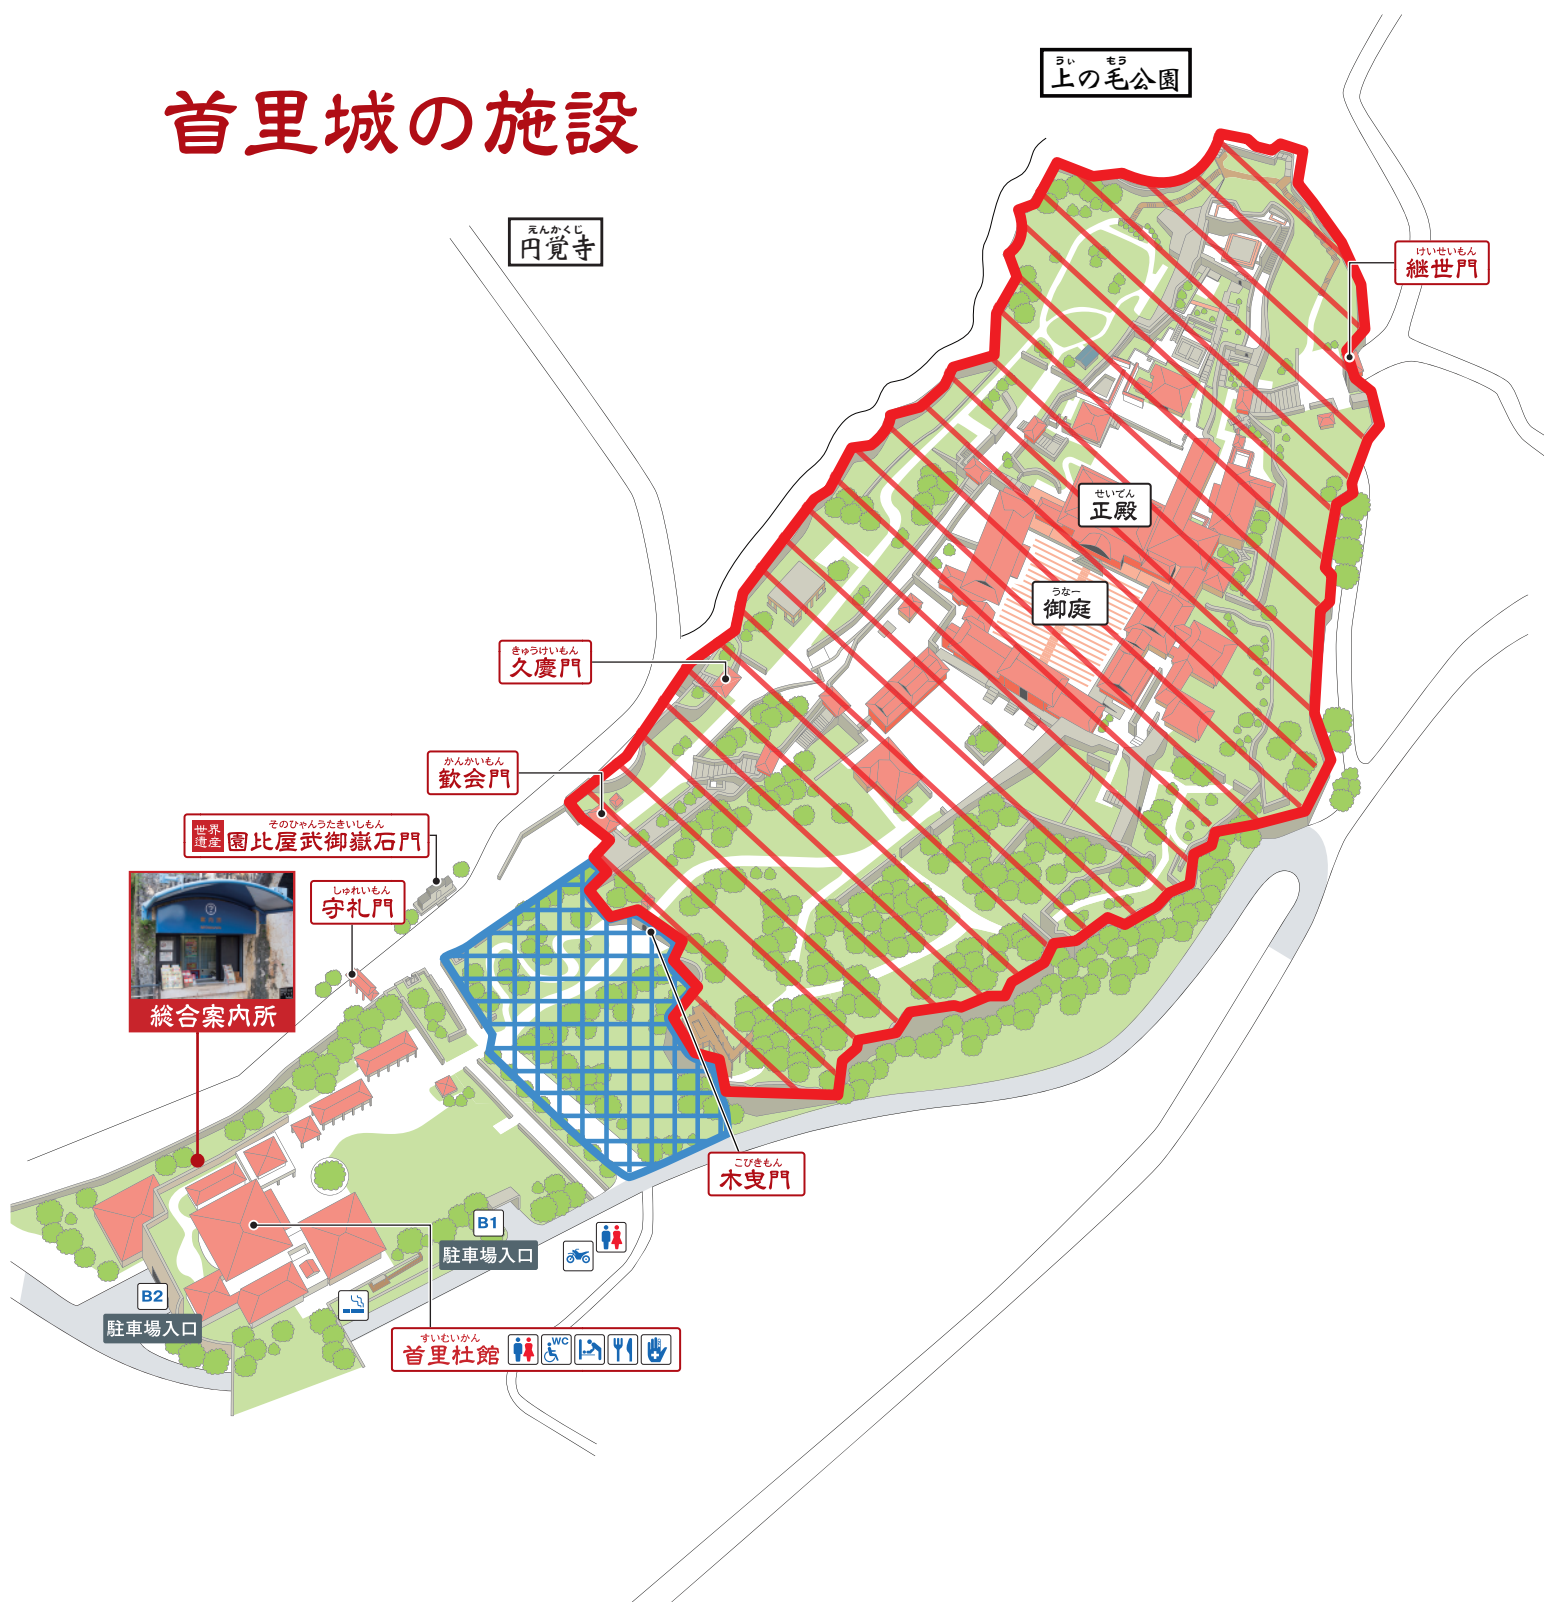 首里城の施設
うぃ もう
上の毛公園
えんかくじ
円覚寺
けいせいもん
継世門
せいでん
正殿
うなー
御庭
きゅうけいもん
久慶門
かんかいもん
歓会門
世界
遺産
そのひゃんうたきいしもん
園比屋武御嶽石門
しゅれいもん
守礼門
総合案内所
こびきもん
木曳門
B1
駐車場入口
B2
駐車場入口
すいむいかん
首里杜館
WC